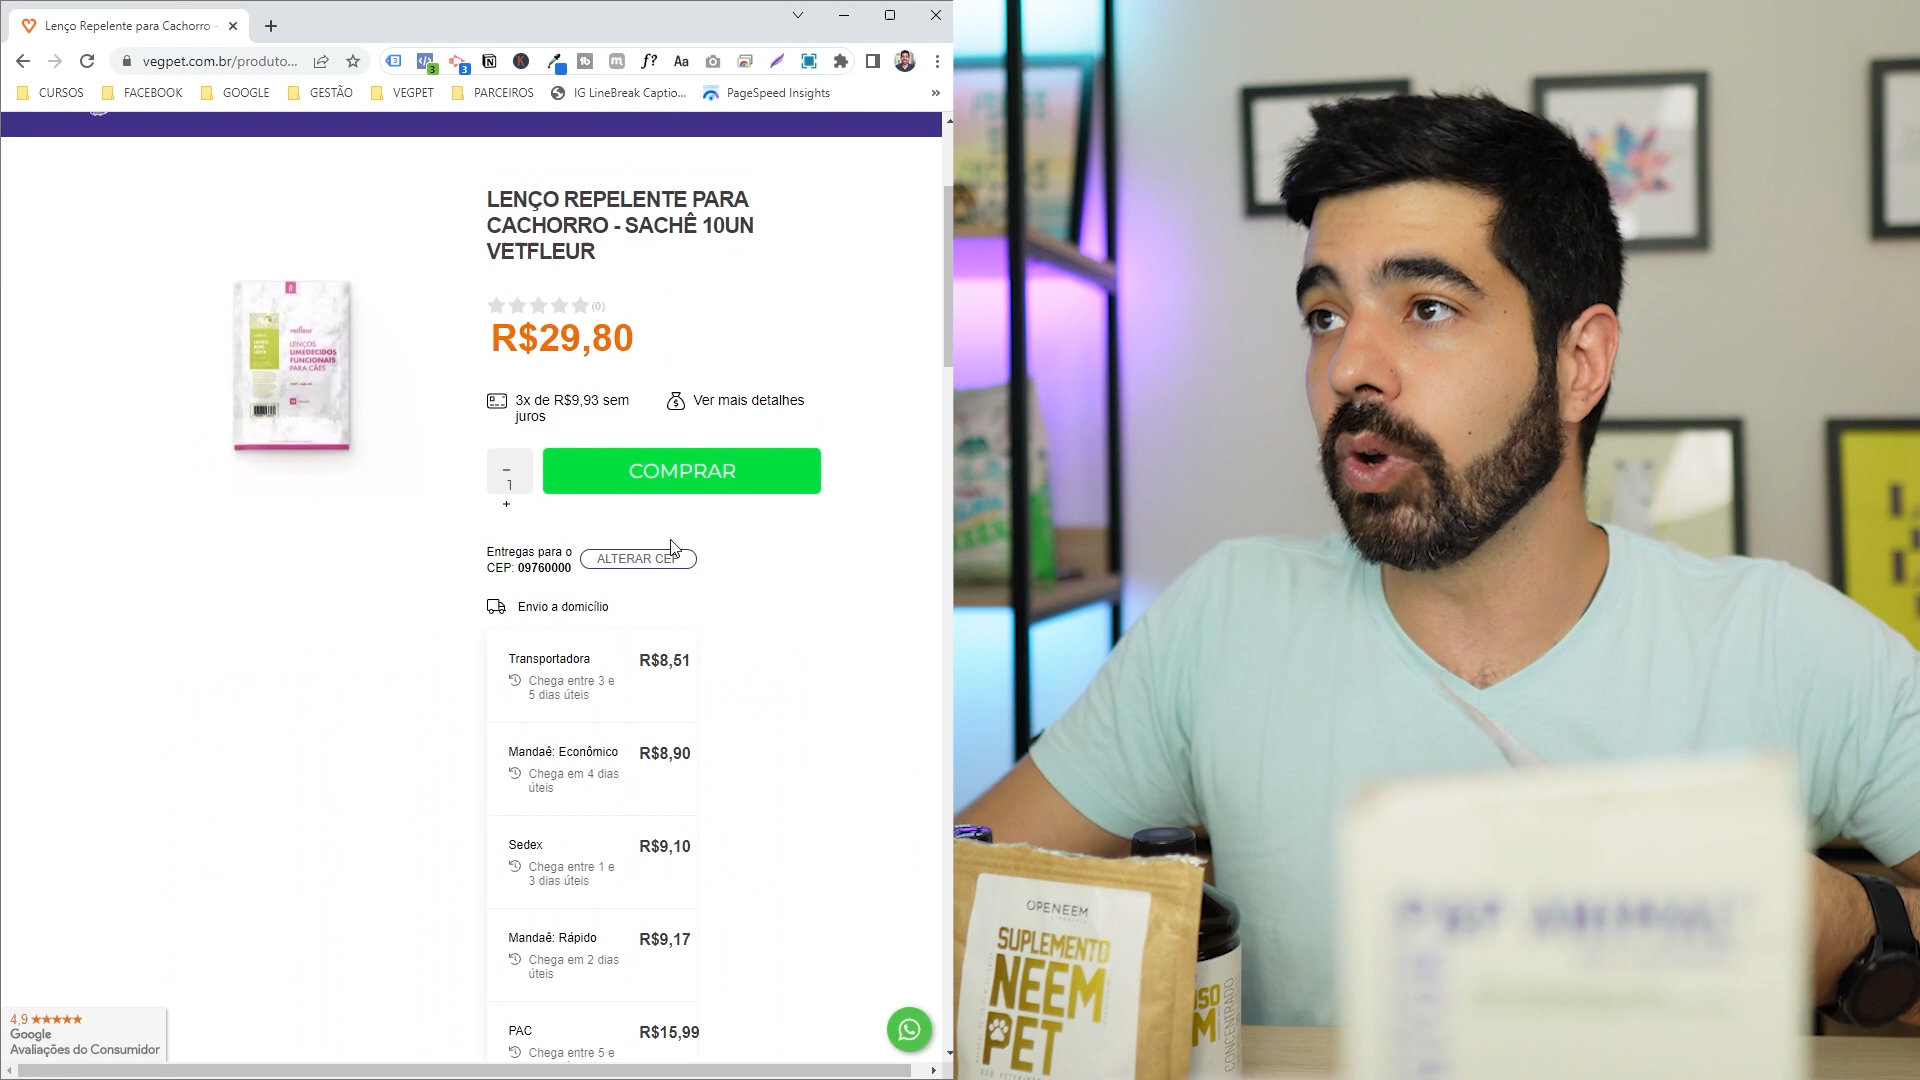 Lenço Repelente para Cachorro -
vegpet.com.br/produto...
3
3
f?
Aa
CURSOS
FACEBOOK
GOOGLE
GESTÃO
VEGPET
PARCEIROS
IG LineBreak Captio...
PageSpeed Insights
»
LENÇO REPELENTE PARA
CACHORRO - SACHÊ 10UN
VETFLEUR
(0)
R$29,80
3x de R$9,93 sem
juros
Ver mais detalhes
-
1
+
COMPRAR
Entregas para o
CEP: 09760000
ALTERAR CEP
Envio a domicílio
Transportadora
R$8,51
Chega entre 3 e
5 dias úteis
Mandaê: Econômico
R$8,90
Chega em 4 dias
úteis
Sedex
R$9,10
Chega entre 1 e
3 dias úteis
Mandaê: Rápido
R$9,17
Chega em 2 dias
úteis
PAC
R$15,99
Chega entre 5 e
4,9 ★★★★★
Google
Avaliações do Consumidor
vetfleur
LENÇOS
UMEDECIDOS
FUNCIONAIS
PARA CÃES
OPENEEM
SUPLEMENTO
NEEM
PET
CONCENTRADO